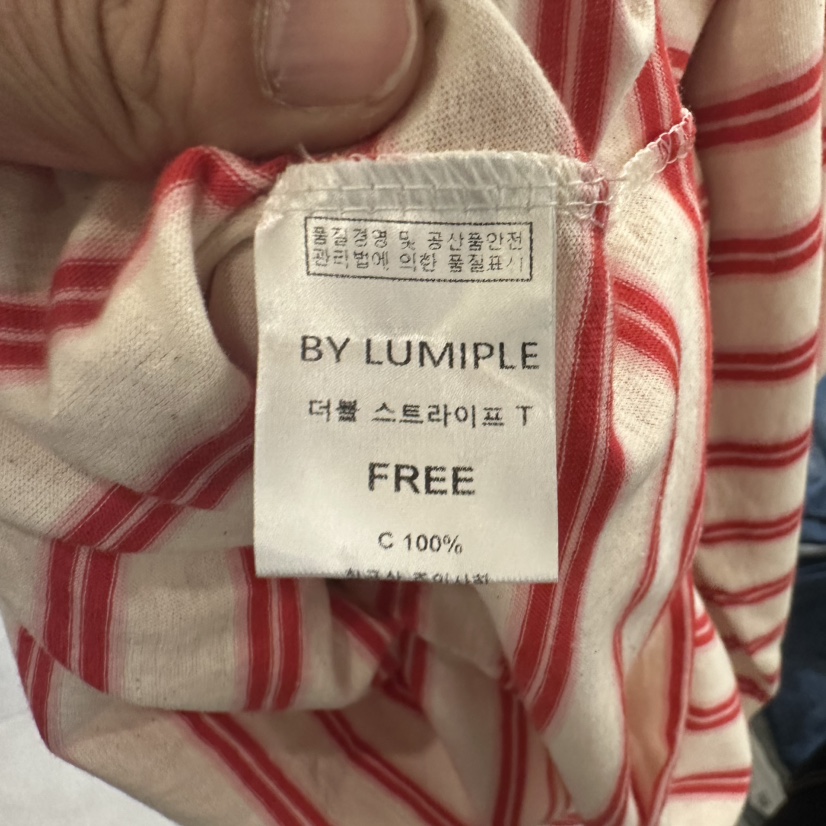 품질경영 및 공산품안전
관리법에 의한 품질표시
BY LUMIPLE
더블 스트라이프 T
FREE
C 100%